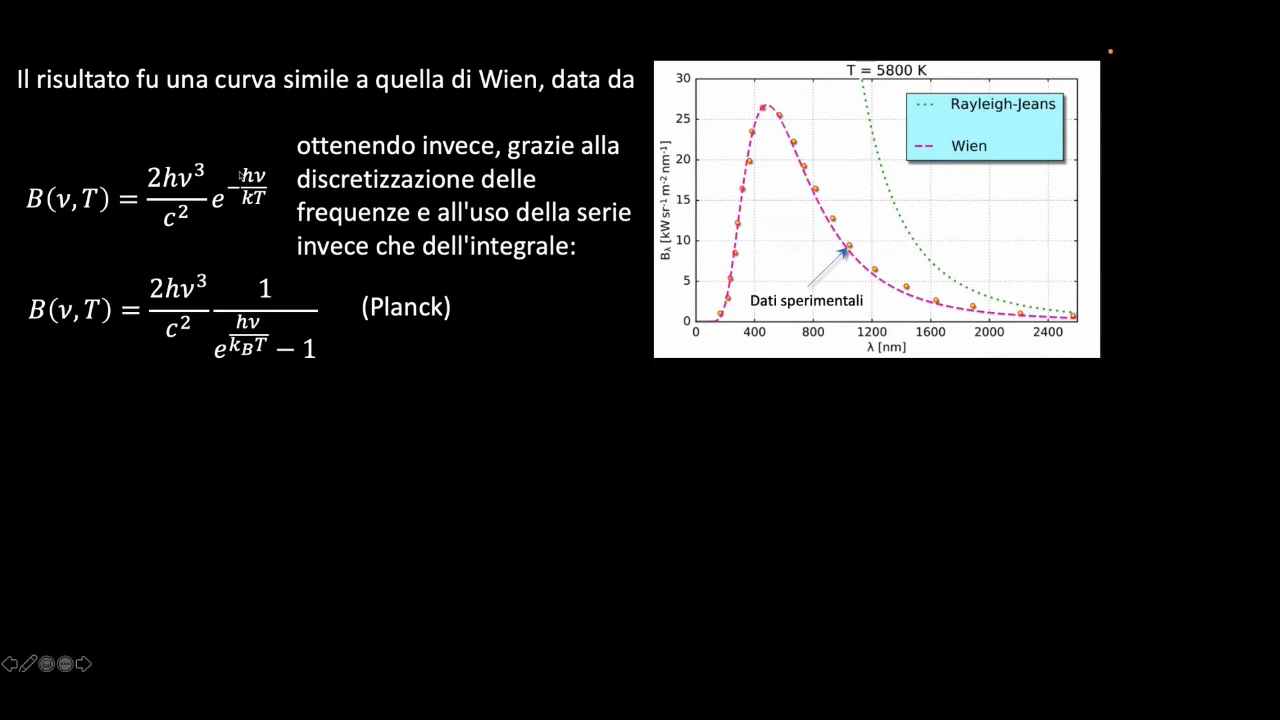 Il risultato fu una curva simile a quella di Wien, data da
B(ν,T) = 2hν³/c² e^(−hν/kT)
ottenendo invece, grazie alla
discretizzazione delle
frequenze e all'uso della serie
invece che dell'integrale:
B(ν,T) = 2hν³/c² 1/(e^(hν/k_BT) − 1)
(Planck)
T = 5800 K
Rayleigh-Jeans
Wien
Dati sperimentali
B_λ [kW sr⁻¹ m⁻² nm⁻¹]
30
25
20
15
10
5
0
0 400 800 1200 1600 2000 2400
λ [nm]